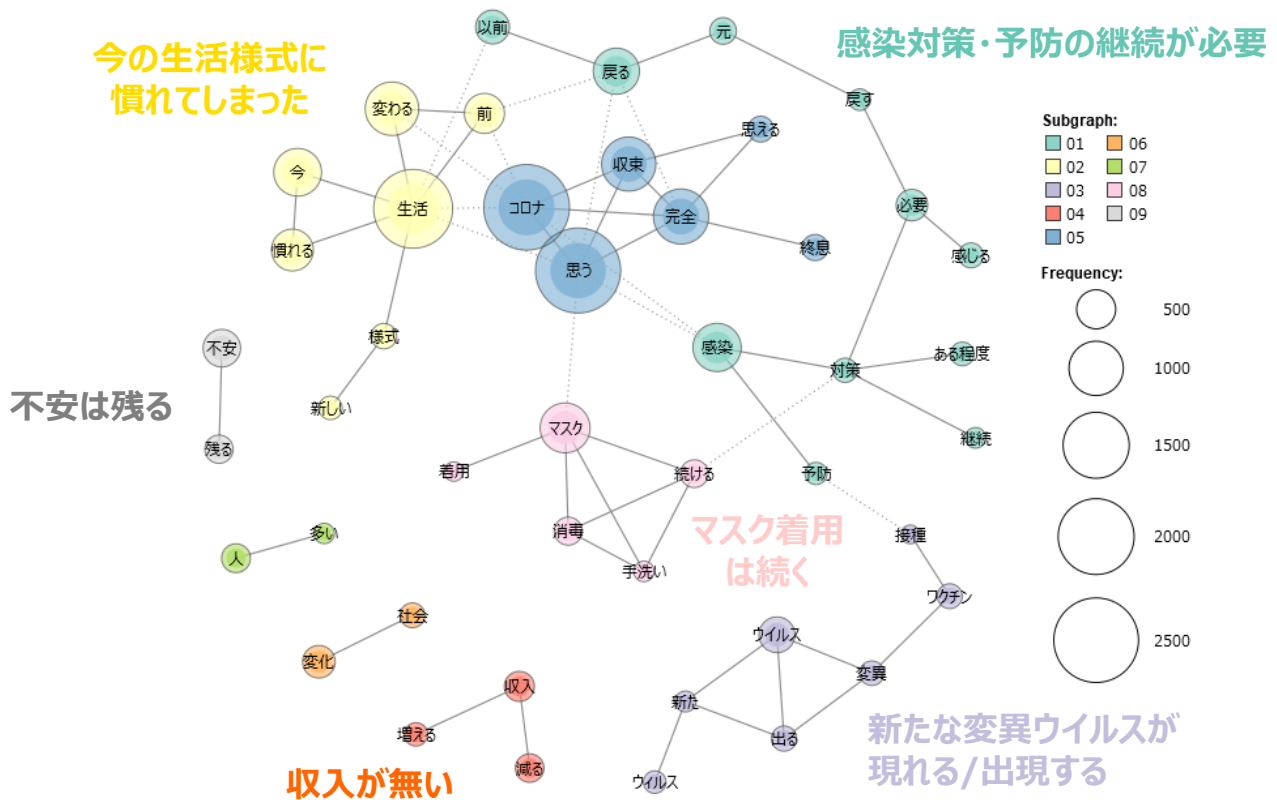 今の生活様式に
慣れてしまった
感染対策・予防の継続が必要
以前
元
戻る
戻す
変わる
前
思える
収束
今
生活
コロナ
完全
必要
慣れる
思う
終息
感じる
様式
新しい
不安
感染
対策
ある程度
不安は残る
残る
マスク
着用
続ける
継続
予防
消毒
手洗い
マスク着用
は続く
接種
ワクチン
人
多い
社会
変化
ウイルス
変異
新た
出る
ウィルス
収入
増える
減る
収入が無い
新たな変異ウイルスが
現れる/出現する
Subgraph:
01
06
02
07
03
08
04
09
05
Frequency:
500
1000
1500
2000
2500